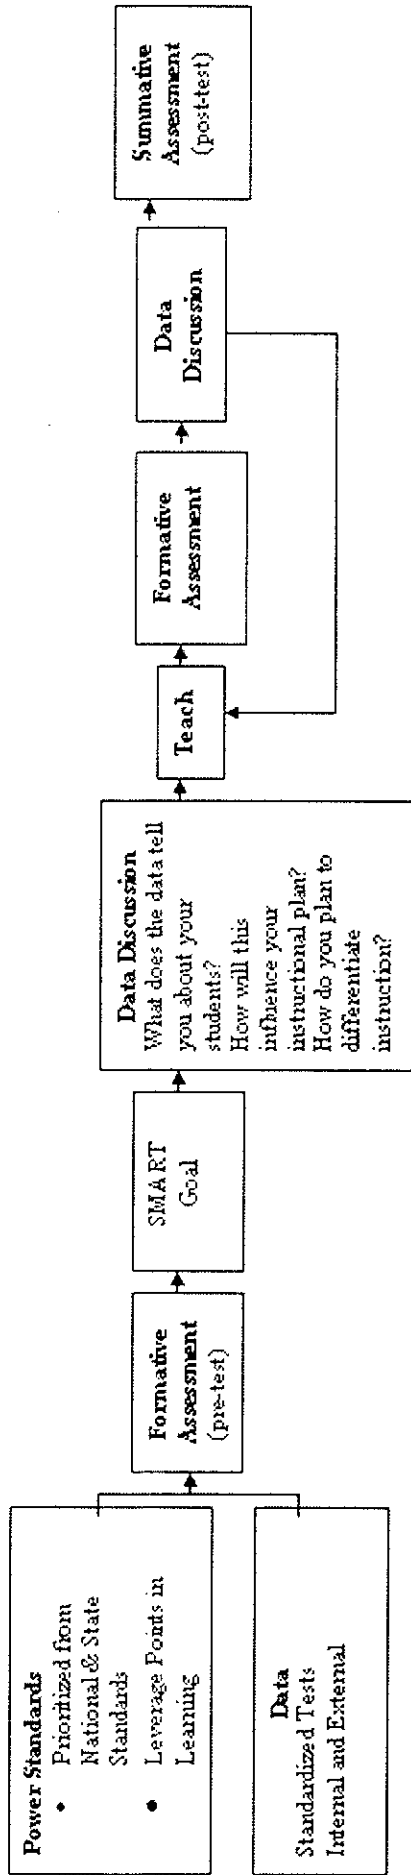 Power Standards
• Prioritized from
National & State
Standards
• Leverage Points in
Learning
Data
Standardized Tests
Internal and External
Formative
Assessment
(pre-test)
SMART
Goal
Data Discussion
What does the data tell
you about your
students?
How will this
influence your
instructional plan?
How do you plan to
differentiate
instruction?
Teach
Formative
Assessment
Data
Discussion
Summative
Assessment
(post-test)